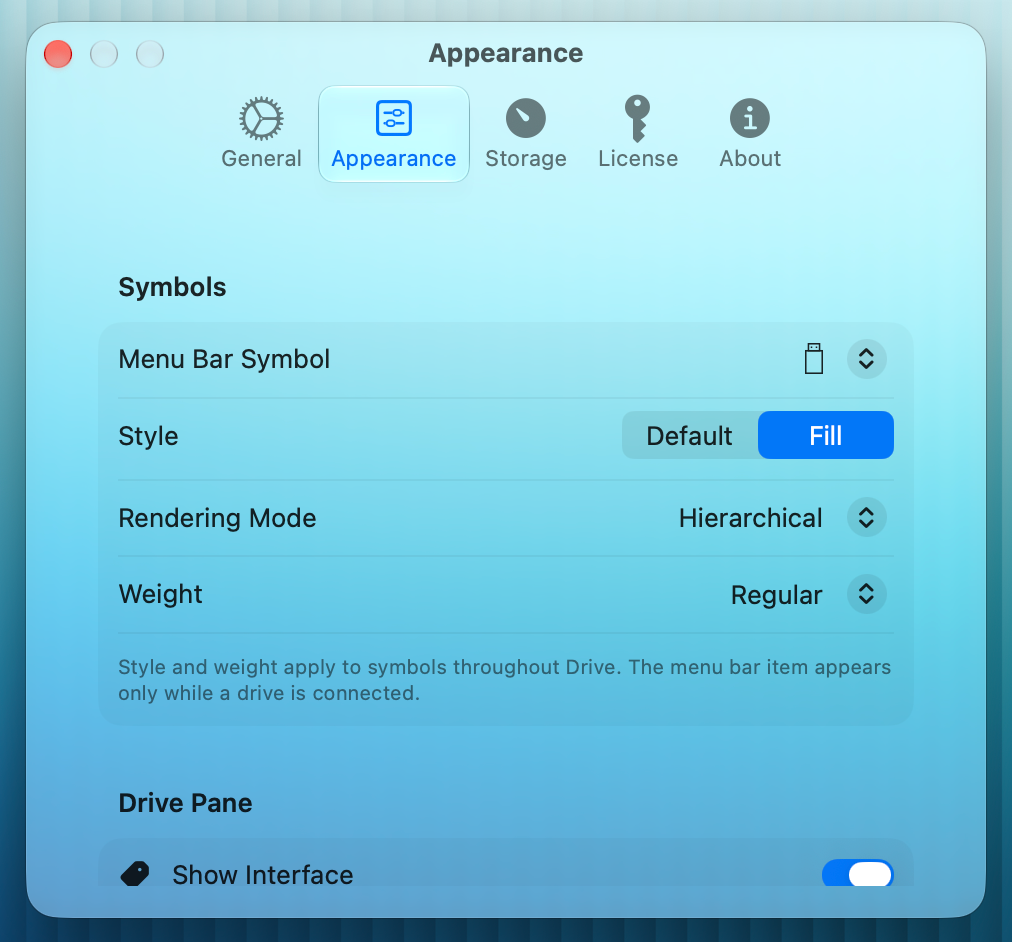 Appearance
General
Appearance
Storage
License
About
Symbols
Menu Bar Symbol
Style
Default
Fill
Rendering Mode
Hierarchical
Weight
Regular
Style and weight apply to symbols throughout Drive. The menu bar item appears
only while a drive is connected.
Drive Pane
Show Interface